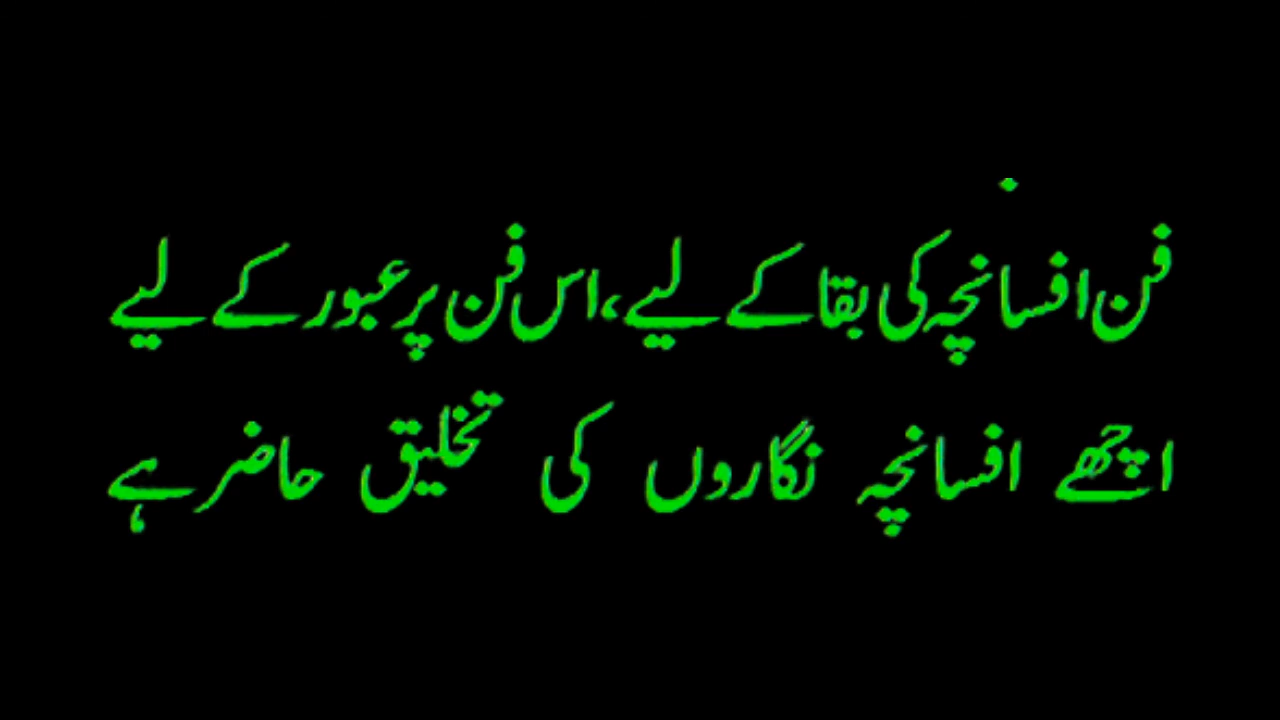 فن افسانچہ کی بقا کے لیے، اس فن پر عبور کے لیے
اچھے افسانچہ نگاروں کی تخلیق حاضر ہے